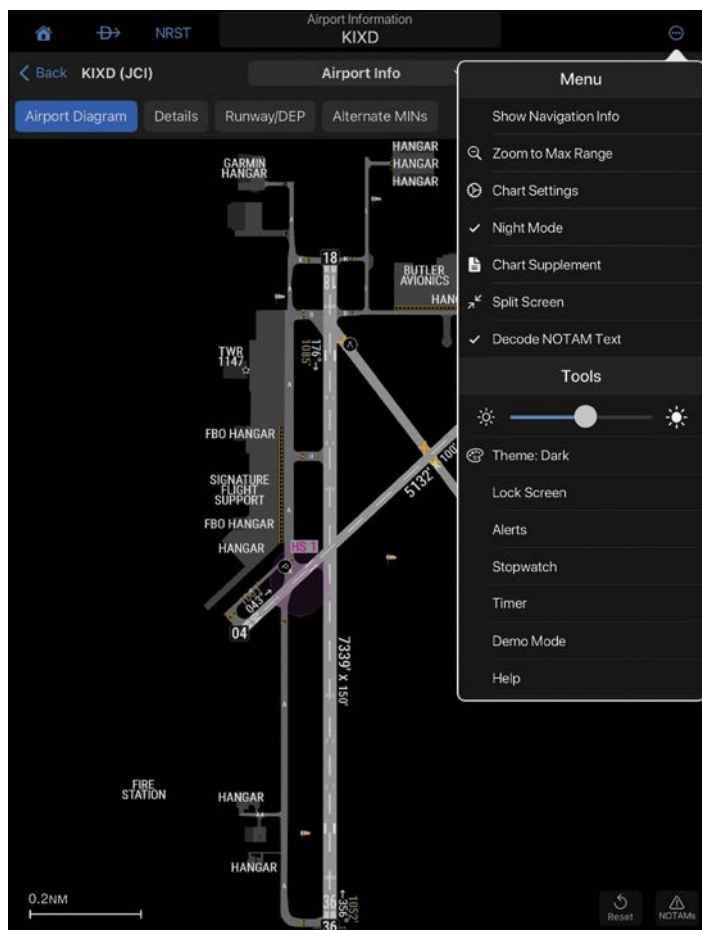 Airport Information
NRST
KIXD
Back
KIXD (JCI)
Airport Info
Airport Diagram
Details
Runway/DEP
Alternate MINs
Menu
Show Navigation Info
Zoom to Max Range
Chart Settings
Night Mode
Chart Supplement
Split Screen
Decode NOTAM Text
Tools
Theme: Dark
Lock Screen
Alerts
Stopwatch
Timer
Demo Mode
Help
HANGAR
HANGAR
HANGAR
GARMIN
HANGAR
18
18
BUTLER
AVIONICS
HANG
TWR
1147
176°
1085'
V
5132' X 100'
FBO HANGAR
SIGNATURE
FLIGHT
SUPPORT
FBO HANGAR
HANGAR
HS 1
P
043°
04
7339' X 150'
FIRE
STATION
HANGAR
HANGAR
0.2NM
36
356°
1052'
36
Reset
NOTAMs